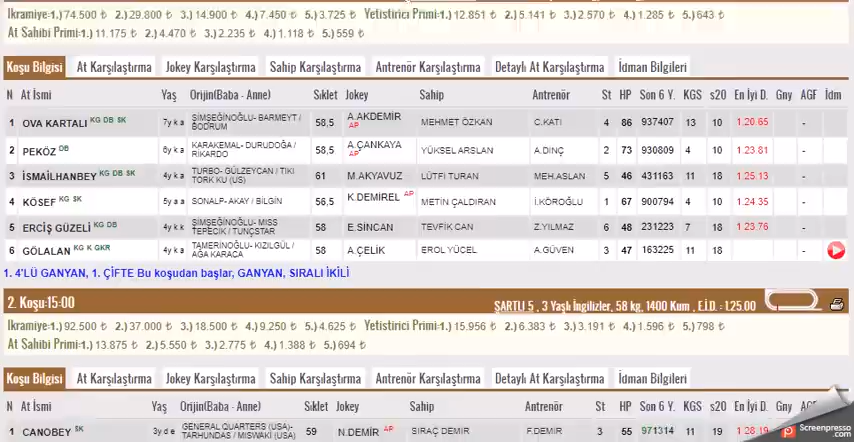 İkramiye:1.)74.500 ₺ 2.)29.800 ₺ 3.)14.900 ₺ 4.)7.450 ₺ 5.)3.725 ₺ Yetiştirici Primi:1.)12.851 ₺ 2.)5.141 ₺ 3.)2.570 ₺ 4.)1.285 ₺ 5.)643 ₺
At Sahibi Primi:1.)11.175 ₺ 2.)4.470 ₺ 3.)2.235 ₺ 4.)1.118 ₺ 5.)559 ₺
Koşu Bilgisi At Karşılaştırma Jokey Karşılaştırma Sahip Karşılaştırma Antrenör Karşılaştırma Detaylı At Karşılaştırma İdman Bilgileri
N At İsmi Yaş Orijin(Baba - Anne) Sıklet Jokey Sahip Antrenör St HP Son 6 Y. KGS s20 En İyi D. Gny AGF İdm
1 OVA KARTALI KG DB SK 7y k a ŞİMŞEĞİNOĞLU- BARMEYT / BODRUM 58,5 A.AKDEMİR AP MEHMET ÖZKAN C.KATI 4 86 937407 13 10 1.20.65 -
2 PEKÖZ DB 6y k a KARAKEMAL- DURUDOĞA / RIKARDO 58,5 A.ÇANKAYA AP YÜKSEL ARSLAN A.DİNÇ 2 73 930809 4 10 1.23.81 -
3 İSMAİLHANBEY KG DB SK 4y k a TURBO- GÜLZEYCAN / TIKI TORK KU (US) 61 M.AKYAVUZ LÜTFİ TURAN MEH.ASLAN 5 46 431163 11 18 1.25.13 -
4 KÖSEF KG SK 5y a a SONALP- AKAY / BİLGİN 56,5 K.DEMİREL AP METİN ÇALDIRAN İ.KÖROĞLU 1 67 900794 4 10 1.24.35 -
5 ERCİŞ GÜZELİ KG DB 4y k k ŞİMŞEĞİNOĞLU- MISS TEPECİK / TUNÇSTAR 58 E.SİNCAN TEVFİK CAN Z.YILMAZ 6 48 231223 7 18 1.23.76 -
6 GÖLALAN KG K GKR 4y k a TAMERİNOĞLU- KIZILGÜL / AĞA KARACA 58 A.ÇELİK EROL YÜCEL A.GÜVEN 3 47 163225 11 18 -
1. 4'LÜ GANYAN, 1. ÇİFTE Bu koşudan başlar, GANYAN, SIRALI İKİLİ
2. Koşu:15:00 ŞARTLI 5 , 3 Yaşlı İngilizler, 58 kg, 1400 Kum , E.İ.D. : 1.25.00
İkramiye:1.)92.500 ₺ 2.)37.000 ₺ 3.)18.500 ₺ 4.)9.250 ₺ 5.)4.625 ₺ Yetiştirici Primi:1.)15.956 ₺ 2.)6.383 ₺ 3.)3.191 ₺ 4.)1.596 ₺ 5.)798 ₺
At Sahibi Primi:1.)13.875 ₺ 2.)5.550 ₺ 3.)2.775 ₺ 4.)1.388 ₺ 5.)694 ₺
Koşu Bilgisi At Karşılaştırma Jokey Karşılaştırma Sahip Karşılaştırma Antrenör Karşılaştırma Detaylı At Karşılaştırma İdman Bilgileri
N At İsmi Yaş Orijin(Baba - Anne) Sıklet Jokey Sahip Antrenör St HP Son 6 Y. KGS s20 En İyi D. Gny
1 CANOBEY SK 3y d e GENERAL QUARTERS (USA)- TARHUNDAS / MISWAKI (USA) 59 N.DEMİR AP SIRAÇ DEMİR F.DEMİR 3 55 971314 11 19 1.28.19
Screenpresso.com